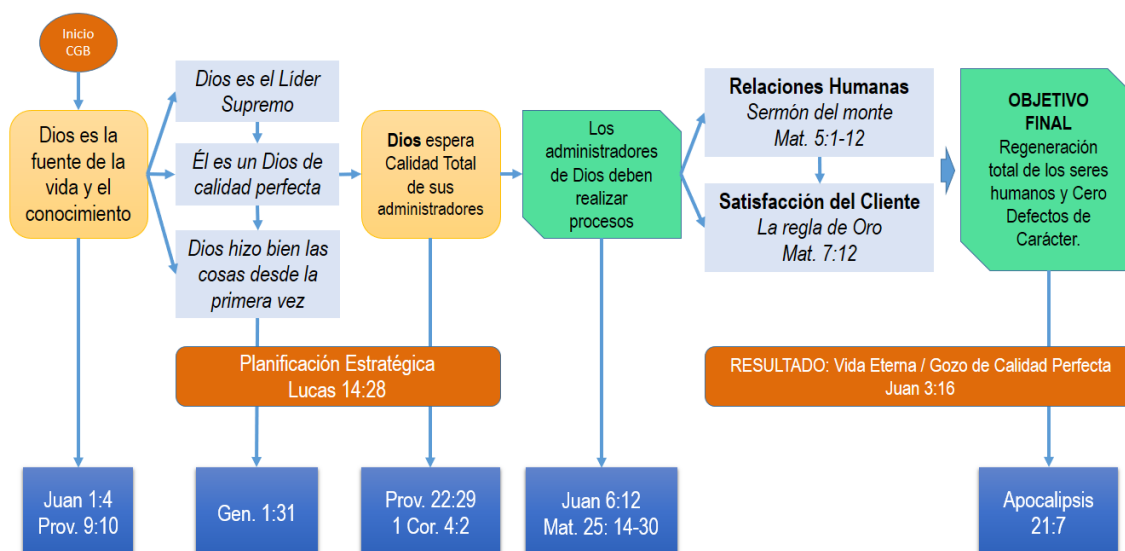 Inicio
CGB
Dios es la
fuente de la
vida y el
conocimiento
Dios es el Líder
Supremo
Él es un Dios de
calidad perfecta
Dios hizo bien las
cosas desde la
primera vez
Dios espera
Calidad Total
de sus
administradores
Los
administradores
de Dios deben
realizar
procesos
Relaciones Humanas
Sermón del monte
Mat. 5:1-12
Satisfacción del Cliente
La regla de Oro
Mat. 7:12
OBJETIVO
FINAL
Regeneración
total de los seres
humanos y Cero
Defectos de
Carácter.
Planificación Estratégica
Lucas 14:28
RESULTADO: Vida Eterna / Gozo de Calidad Perfecta
Juan 3:16
Juan 1:4
Prov. 9:10
Gen. 1:31
Prov. 22:29
1 Cor. 4:2
Juan 6:12
Mat. 25: 14-30
Apocalipsis
21:7